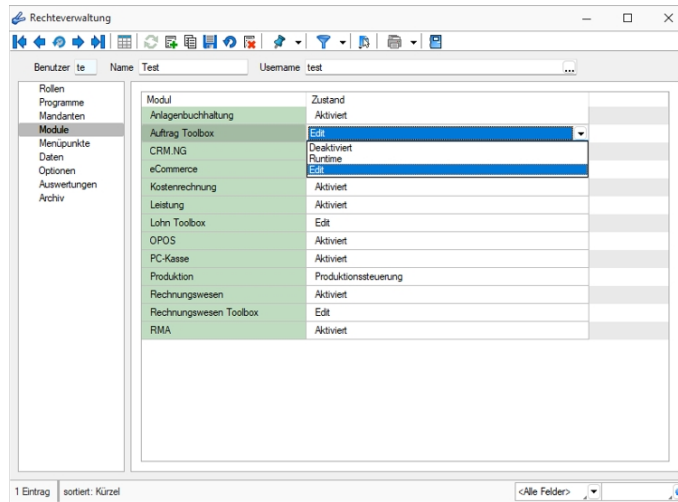 Rechteverwaltung
Benutzer te Name Test Username test ...
Rollen
Programme
Mandanten
Module
Menüpunkte
Daten
Optionen
Auswertungen
Archiv
Modul Zustand
Anlagenbuchhaltung Aktiviert
Auftrag Toolbox Edit
Deaktiviert
Runtime
Edit
CRM.NG
eCommerce
Kostenrechnung Aktiviert
Leistung Aktiviert
Lohn Toolbox Edit
OPOS Aktiviert
PC-Kasse Aktiviert
Produktion Produktionssteuerung
Rechnungswesen Aktiviert
Rechnungswesen Toolbox Edit
RMA Aktiviert
1 Eintrag sortiert: Kürzel <Alle Felder>